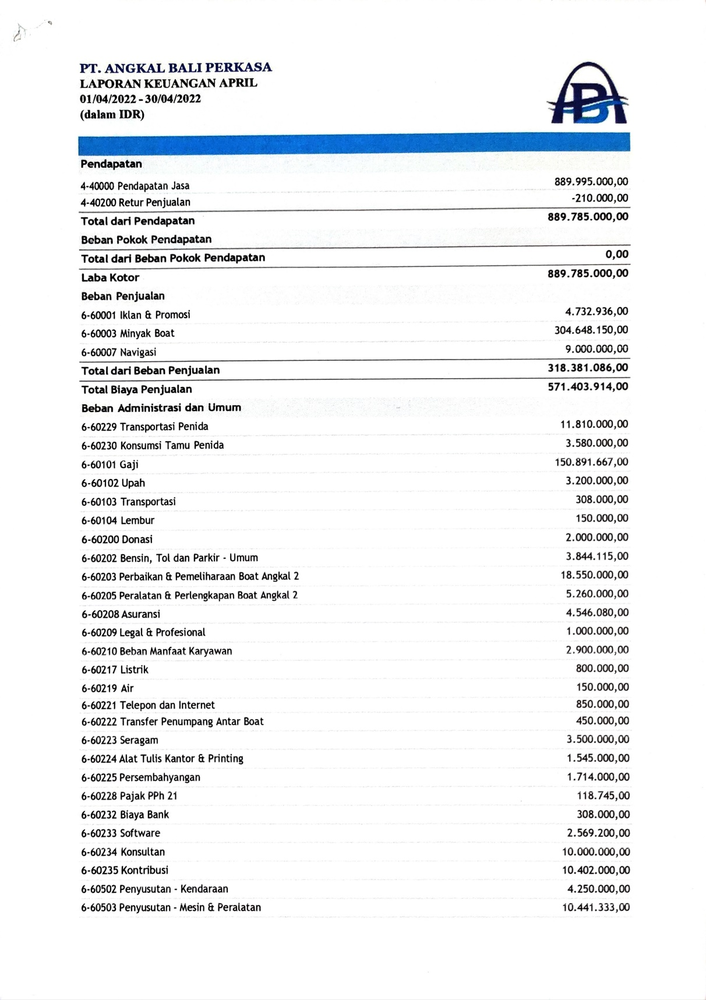 PT. ANGKAL BALI PERKASA
LAPORAN KEUANGAN APRIL
01/04/2022 - 30/04/2022
(dalam IDR)
ABA
Pendapatan
4-40000 Pendapatan Jasa 889.995.000,00
4-40200 Retur Penjualan -210.000,00
Total dari Pendapatan 889.785.000,00
Beban Pokok Pendapatan
Total dari Beban Pokok Pendapatan 0,00
Laba Kotor 889.785.000,00
Beban Penjualan
6-60001 Iklan & Promosi 4.732.936,00
6-60003 Minyak Boat 304.648.150,00
6-60007 Navigasi 9.000.000,00
Total dari Beban Penjualan 318.381.086,00
Total Biaya Penjualan 571.403.914,00
Beban Administrasi dan Umum
6-60229 Transportasi Penida 11.810.000,00
6-60230 Konsumsi Tamu Penida 3.580.000,00
6-60101 Gaji 150.891.667,00
6-60102 Upah 3.200.000,00
6-60103 Transportasi 308.000,00
6-60104 Lembur 150.000,00
6-60200 Donasi 2.000.000,00
6-60202 Bensin, Tol dan Parkir - Umum 3.844.115,00
6-60203 Perbaikan & Pemeliharaan Boat Angkal 2 18.550.000,00
6-60205 Peralatan & Perlengkapan Boat Angkal 2 5.260.000,00
6-60208 Asuransi 4.546.080,00
6-60209 Legal & Profesional 1.000.000,00
6-60210 Beban Manfaat Karyawan 2.900.000,00
6-60217 Listrik 800.000,00
6-60219 Air 150.000,00
6-60221 Telepon dan Internet 850.000,00
6-60222 Transfer Penumpang Antar Boat 450.000,00
6-60223 Seragam 3.500.000,00
6-60224 Alat Tulis Kantor & Printing 1.545.000,00
6-60225 Persembahyangan 1.714.000,00
6-60228 Pajak PPh 21 118.745,00
6-60232 Biaya Bank 308.000,00
6-60233 Software 2.569.200,00
6-60234 Konsultan 10.000.000,00
6-60235 Kontribusi 10.402.000,00
6-60502 Penyusutan - Kendaraan 4.250.000,00
6-60503 Penyusutan - Mesin & Peralatan 10.441.333,00